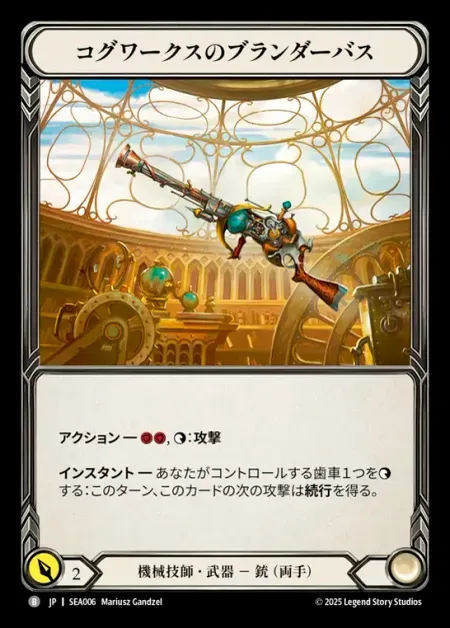 コグワークスのブランダーバス
アクション ー , :攻撃
インスタント ー あなたがコントロールする歯車1つを
する:このターン、このカードの次の攻撃は続行を得る。
2
機械技師・武器 － 銃 (両手)
B JP | SEA006 Mariusz Gandzel
© 2025 Legend Story Studios